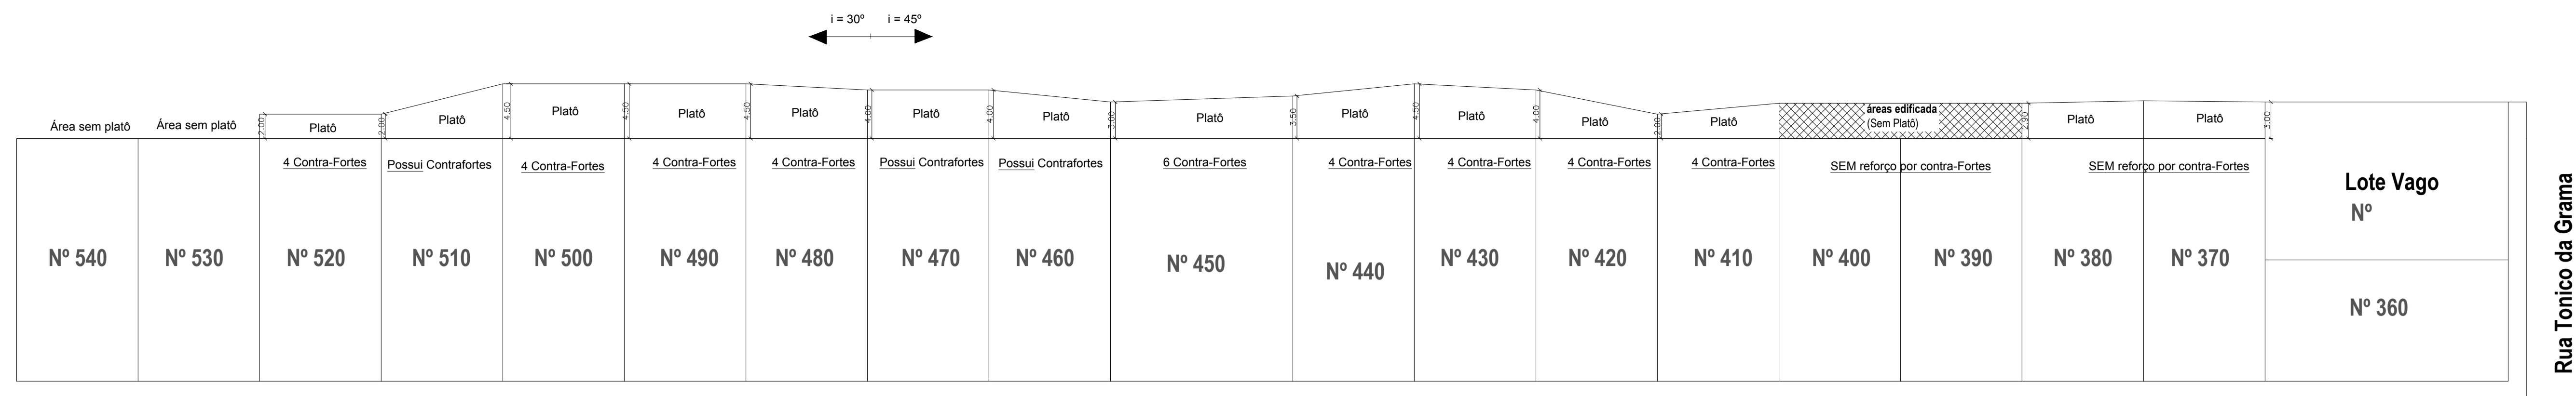 i = 30º i = 45º
Área sem platô
Área sem platô
2.00
Platô
2.00
Platô
4.50
Platô
4.50
Platô
4.50
Platô
4.00
Platô
4.00
Platô
3.00
Platô
3.50
Platô
4.50
Platô
4.00
Platô
2.00
Platô
áreas edificada
(Sem Platô)
2.90
Platô
Platô
3.00
4 Contra-Fortes
Possui Contrafortes
4 Contra-Fortes
4 Contra-Fortes
4 Contra-Fortes
Possui Contrafortes
Possui Contrafortes
6 Contra-Fortes
4 Contra-Fortes
4 Contra-Fortes
4 Contra-Fortes
4 Contra-Fortes
SEM reforço por contra-Fortes
SEM reforço por contra-Fortes
Lote Vago
Nº
Nº 540
Nº 530
Nº 520
Nº 510
Nº 500
Nº 490
Nº 480
Nº 470
Nº 460
Nº 450
Nº 440
Nº 430
Nº 420
Nº 410
Nº 400
Nº 390
Nº 380
Nº 370
Nº 360
Rua Tonico da Grama